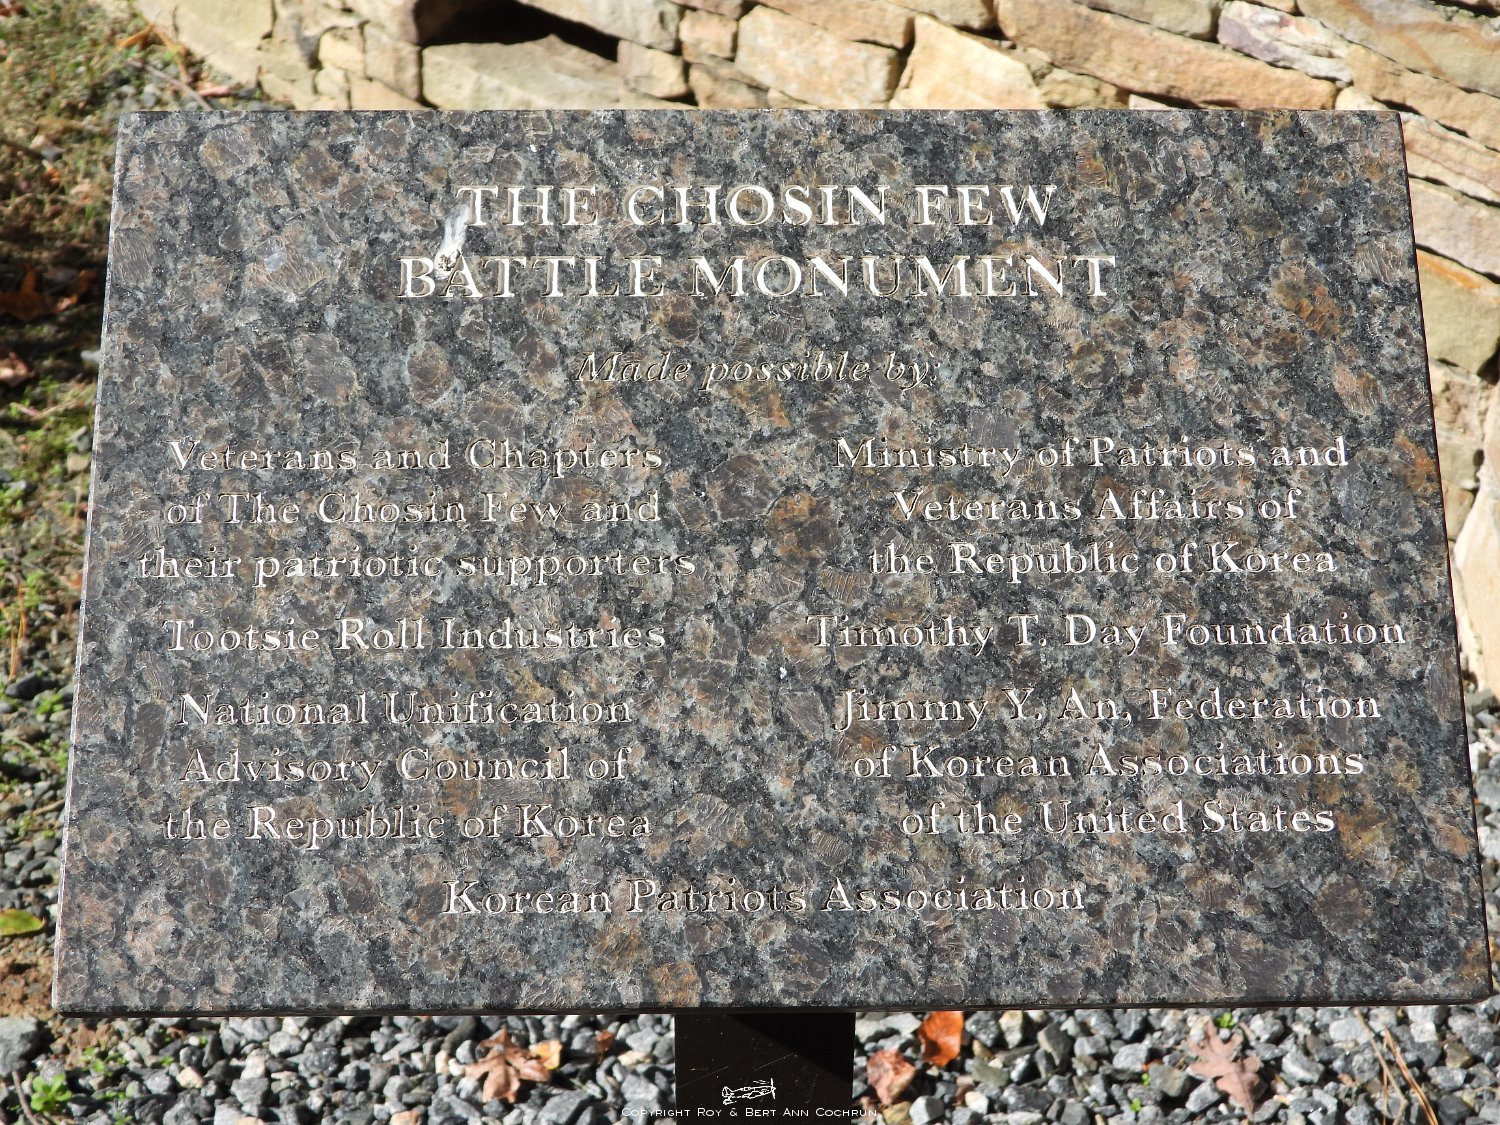 THE CHOSIN FEW
BATTLE MONUMENT
Made possible by:
Veterans and Chapters
of The Chosin Few and
their patriotic supporters
Tootsie Roll Industries
National Unification
Advisory Council of
the Republic of Korea
Ministry of Patriots and
Veterans Affairs of
the Republic of Korea
Timothy T. Day Foundation
Jimmy Y. An, Federation
of Korean Associations
of the United States
Korean Patriots Association
Copyright Roy & Bert Ann Cochrun